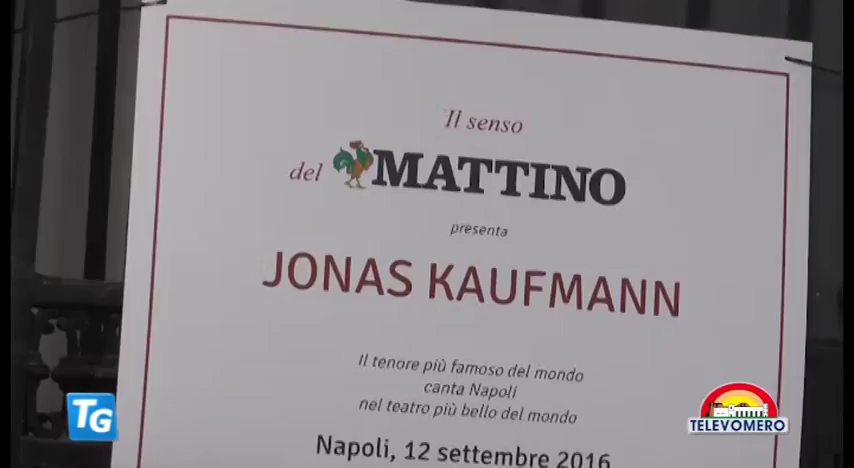 Il senso
del MATTINO
presenta
JONAS KAUFMANN
Il tenore più famoso del mondo
canta Napoli
nel teatro più bello del mondo
Napoli, 12 settembre 2016
TG
TELEVOMERO